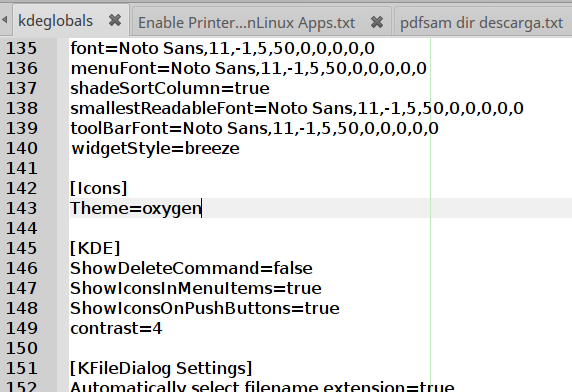 kdeglobals
Enable Printer...nLinux Apps.txt
pdfsam dir descarga.txt
135 font=Noto Sans,11,-1,5,50,0,0,0,0,0
136 menuFont=Noto Sans,11,-1,5,50,0,0,0,0,0
137 shadeSortColumn=true
138 smallestReadableFont=Noto Sans,11,-1,5,50,0,0,0,0,0
139 toolBarFont=Noto Sans,11,-1,5,50,0,0,0,0,0
140 widgetStyle=breeze
141
142 [Icons]
143 Theme=oxygen
144
145 [KDE]
146 ShowDeleteCommand=false
147 ShowIconsInMenuItems=true
148 ShowIconsOnPushButtons=true
149 contrast=4
150
151 [KFileDialog Settings]
152 Automatically select filename extension=true